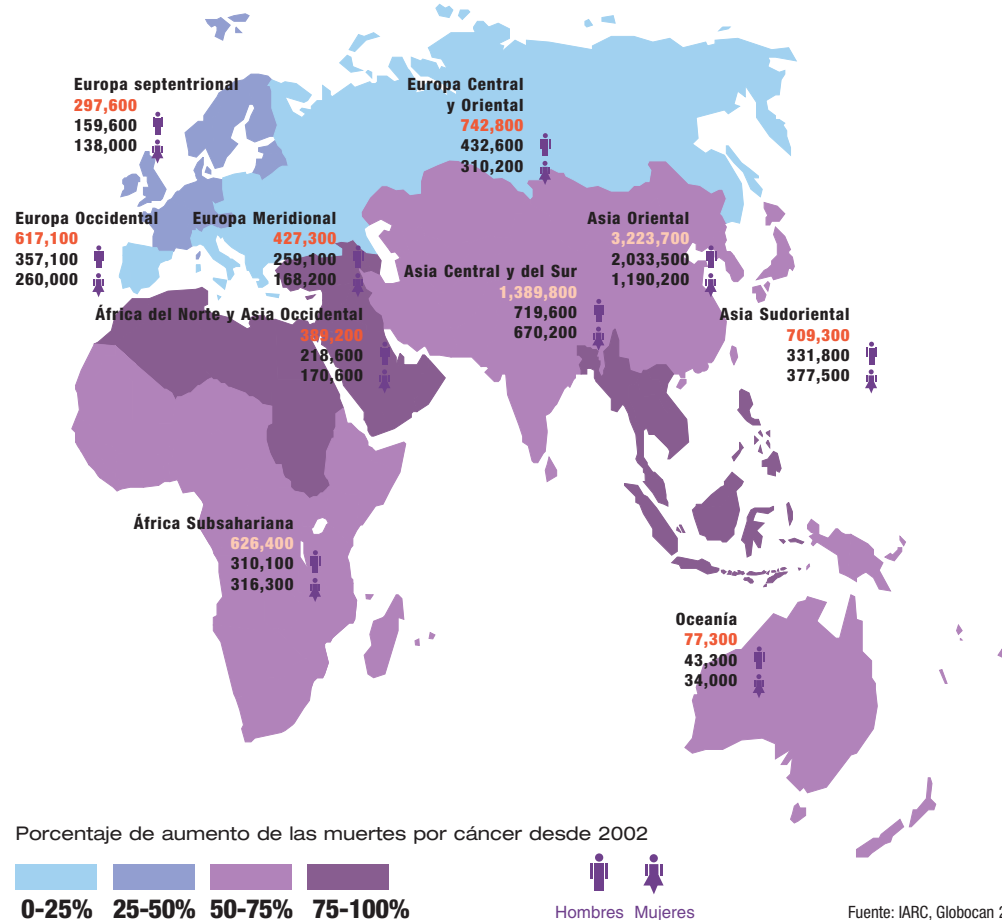 Europa septentrional
297,600
159,600
138,000
Europa Central
y Oriental
742,800
432,600
310,200
Europa Occidental
617,100
357,100
260,000
Europa Meridional
427,300
259,100
168,200
Asia Oriental
3,223,700
2,033,500
1,190,200
Asia Central y del Sur
1,389,800
719,600
670,200
África del Norte y Asia Occidental
389,200
218,600
170,600
Asia Sudoriental
709,300
331,800
377,500
África Subsahariana
626,400
310,100
316,300
Oceanía
77,300
43,300
34,000
Porcentaje de aumento de las muertes por cáncer desde 2002
0-25% 25-50% 50-75% 75-100%
Hombres Mujeres
Fuente: IARC, Globocan 2